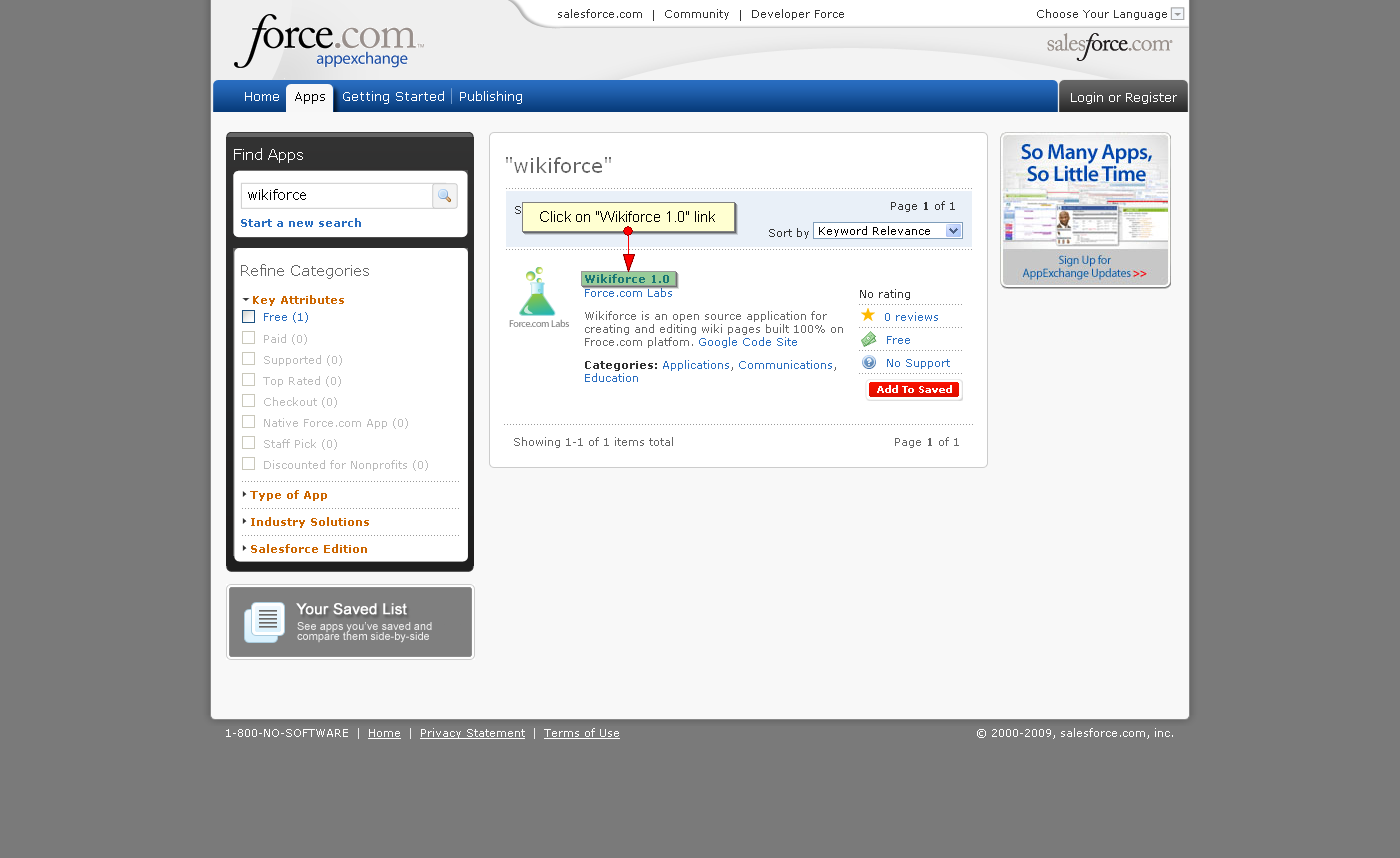 salesforce.com | Community | Developer Force
Choose Your Language
force.com™
appexchange
salesforce.com
Home
Apps
Getting Started
Publishing
Login or Register
Find Apps
wikiforce
Start a new search
Refine Categories
Key Attributes
Free (1)
Paid (0)
Supported (0)
Top Rated (0)
Checkout (0)
Native Force.com App (0)
Staff Pick (0)
Discounted for Nonprofits (0)
Type of App
Industry Solutions
Salesforce Edition
Your Saved List
See apps you've saved and
compare them side-by-side
"wikiforce"
S
Page 1 of 1
Click on "Wikiforce 1.0" link
Sort by Keyword Relevance
Wikiforce 1.0
Force.com Labs
Force.com Labs
Wikiforce is an open source application for
creating and editing wiki pages built 100% on
Froce.com platfom. Google Code Site
Categories: Applications, Communications,
Education
No rating
0 reviews
Free
No Support
Add To Saved
Showing 1-1 of 1 items total
Page 1 of 1
So Many Apps,
So Little Time
Sign Up for
AppExchange Updates >>
1-800-NO-SOFTWARE | Home | Privacy Statement | Terms of Use
© 2000-2009, salesforce.com, inc.